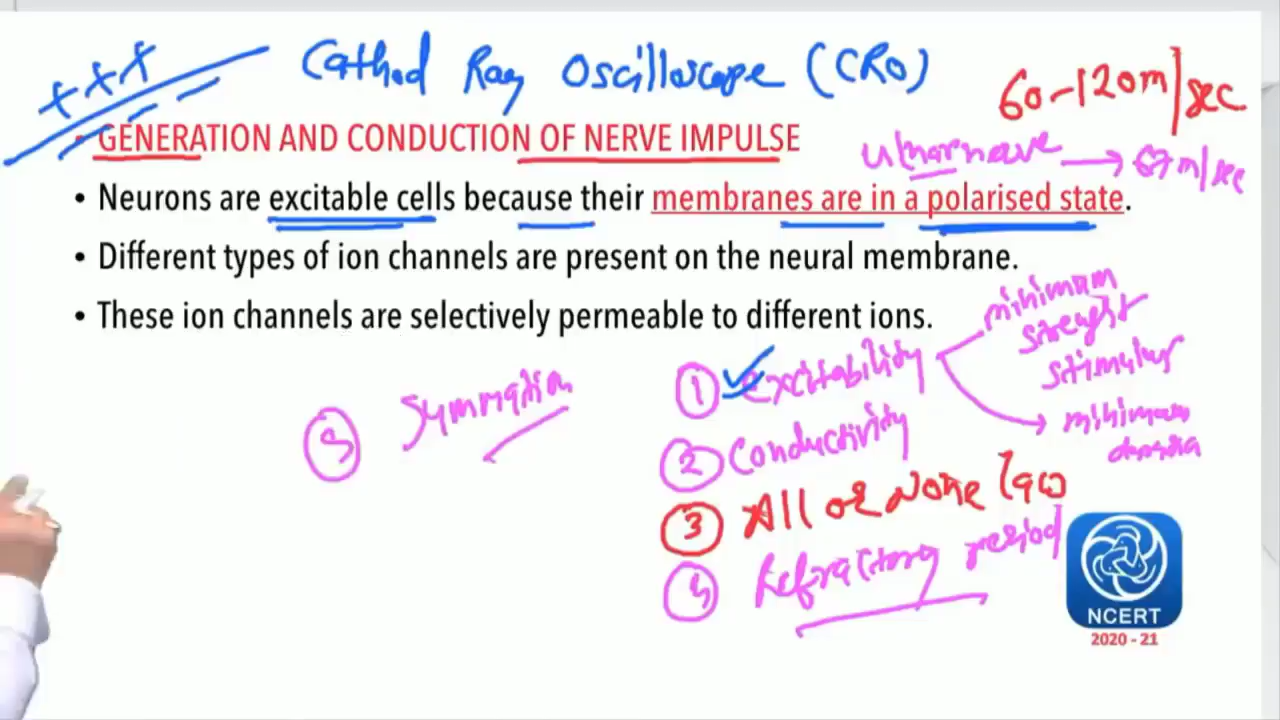 + + +
Cathod Ray Oscilloscope (CRO)
60-120m/sec
GENERATION AND CONDUCTION OF NERVE IMPULSE
ulnar nerve → 67m/sec
• Neurons are excitable cells because their membranes are in a polarised state.
• Different types of ion channels are present on the neural membrane.
• These ion channels are selectively permeable to different ions.
minimum
stimulus
① Excitability
minimum
② Conductivity
③ All or None law
Refractory period
Summation
NCERT
2020 - 21